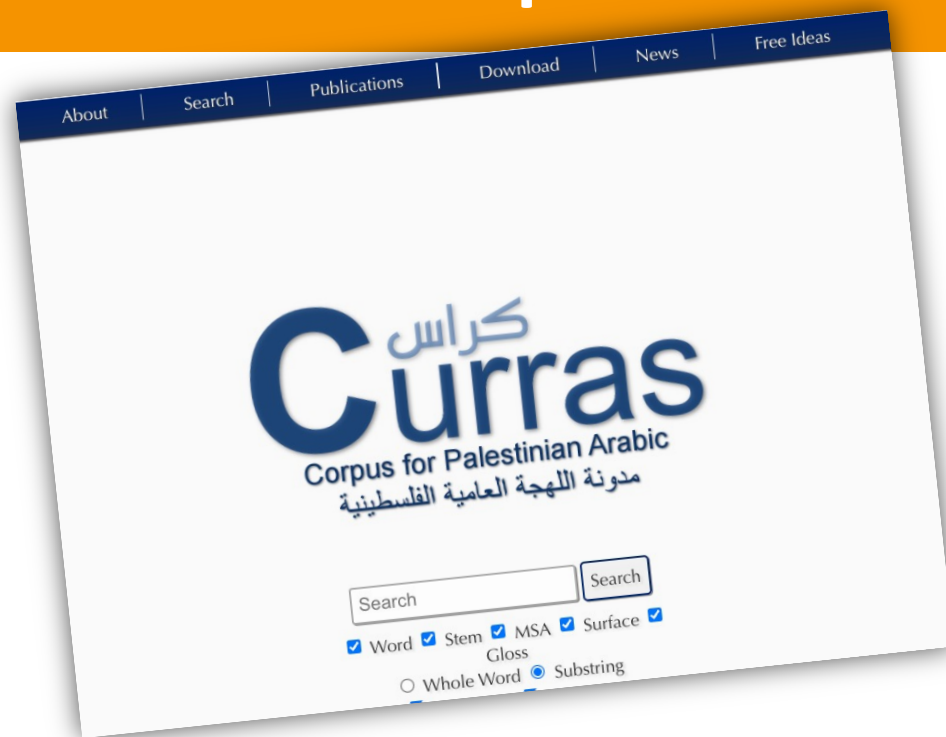 About Search Publications Download News Free Ideas
كراس
Curras
Corpus for Palestinian Arabic
مدونة اللهجة العامية الفلسطينية
Search Search
Word Stem MSA Surface
Gloss
Whole Word Substring